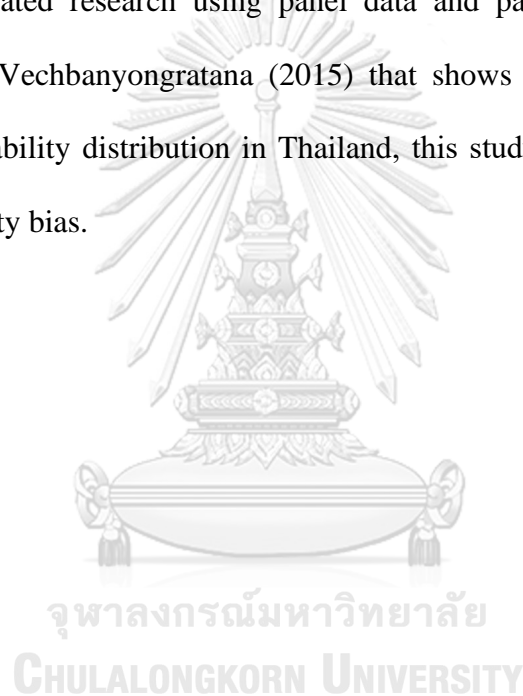 ated research using panel data and pa
Vechbanyongratana (2015) that shows
ability distribution in Thailand, this stud
ty bias.
จุฬาลงกรณ์มหาวิทยาลัย
CHULALONGKORN UNIVERSITY